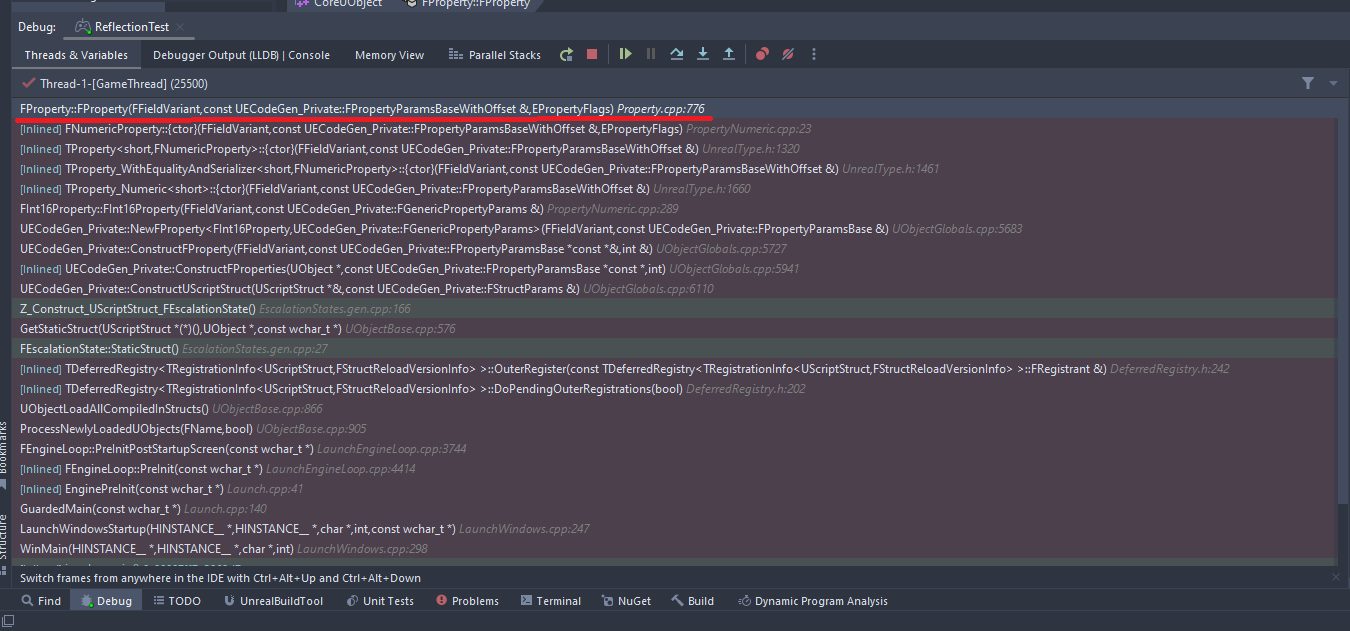 CoreUObject FProperty::FProperty
Debug: ReflectionTest
Threads & Variables Debugger Output (LLDB) | Console Memory View Parallel Stacks
Thread-1-[GameThread] (25500)
FProperty::FProperty(FFieldVariant,const UECodeGen_Private::FPropertyParamsBaseWithOffset &,EPropertyFlags) Property.cpp:776
[Inlined] FNumericProperty::{ctor}(FFieldVariant,const UECodeGen_Private::FPropertyParamsBaseWithOffset &,EPropertyFlags) PropertyNumeric.cpp:23
[Inlined] TProperty<short,FNumericProperty>::{ctor}(FFieldVariant,const UECodeGen_Private::FPropertyParamsBaseWithOffset &) UnrealType.h:1320
[Inlined] TProperty_WithEqualityAndSerializer<short,FNumericProperty>::{ctor}(FFieldVariant,const UECodeGen_Private::FPropertyParamsBaseWithOffset &) UnrealType.h:1461
[Inlined] TProperty_Numeric<short>::{ctor}(FFieldVariant,const UECodeGen_Private::FPropertyParamsBaseWithOffset &) UnrealType.h:1660
FInt16Property::FInt16Property(FFieldVariant,const UECodeGen_Private::FGenericPropertyParams &) PropertyNumeric.cpp:289
UECodeGen_Private::NewFProperty<FInt16Property,UECodeGen_Private::FGenericPropertyParams>(FFieldVariant,const UECodeGen_Private::FPropertyParamsBase &) UObjectGlobals.cpp:5683
UECodeGen_Private::ConstructFProperty(FFieldVariant,const UECodeGen_Private::FPropertyParamsBase *const *&,int &) UObjectGlobals.cpp:5727
[Inlined] UECodeGen_Private::ConstructFProperties(UObject *,const UECodeGen_Private::FPropertyParamsBase *const *,int) UObjectGlobals.cpp:5941
UECodeGen_Private::ConstructUScriptStruct(UScriptStruct *&,const UECodeGen_Private::FStructParams &) UObjectGlobals.cpp:6110
Z_Construct_UScriptStruct_FEscalationState() EscalationStates.gen.cpp:166
GetStaticStruct(UScriptStruct *(*)(),UObject *,const wchar_t *) UObjectBase.cpp:576
FEscalationState::StaticStruct() EscalationStates.gen.cpp:27
[Inlined] TDeferredRegistry<TRegistrationInfo<UScriptStruct,FStructReloadVersionInfo> >::OuterRegister(const TDeferredRegistry<TRegistrationInfo<UScriptStruct,FStructReloadVersionInfo> >::FRegistrant &) DeferredRegistry.h:242
[Inlined] TDeferredRegistry<TRegistrationInfo<UScriptStruct,FStructReloadVersionInfo> >::DoPendingOuterRegistrations(bool) DeferredRegistry.h:202
UObjectLoadAllCompiledInStructs() UObjectBase.cpp:866
ProcessNewlyLoadedUObjects(FName,bool) UObjectBase.cpp:905
FEngineLoop::PreInitPostStartupScreen(const wchar_t *) LaunchEngineLoop.cpp:3744
[Inlined] FEngineLoop::PreInit(const wchar_t *) LaunchEngineLoop.cpp:4414
[Inlined] EnginePreInit(const wchar_t *) Launch.cpp:41
GuardedMain(const wchar_t *) Launch.cpp:140
LaunchWindowsStartup(HINSTANCE__ *,HINSTANCE__ *,char *,int,const wchar_t *) LaunchWindows.cpp:247
WinMain(HINSTANCE__ *,HINSTANCE__ *,char *,int) LaunchWindows.cpp:298
Switch frames from anywhere in the IDE with Ctrl+Alt+Up and Ctrl+Alt+Down
Bookmarks
Structure
Find Debug TODO UnrealBuildTool Unit Tests Problems Terminal NuGet Build Dynamic Program Analysis